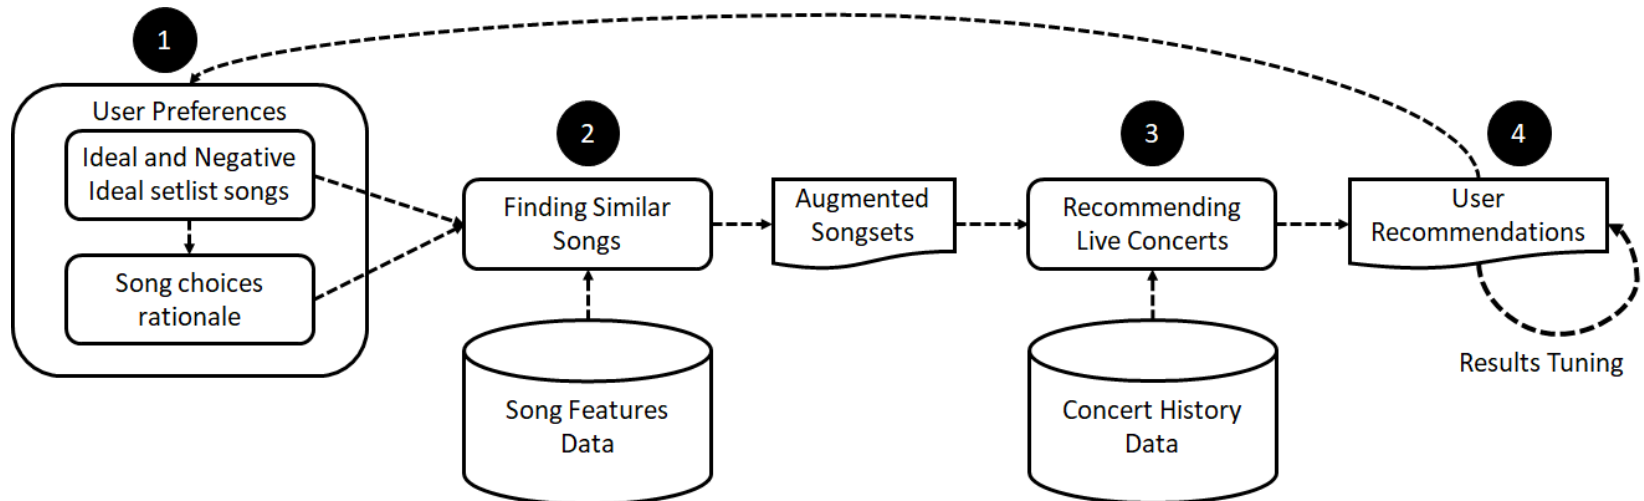 1
User Preferences
Ideal and Negative
Ideal setlist songs
Song choices
rationale
2
Finding Similar
Songs
Song Features
Data
Augmented
Songsets
3
Recommending
Live Concerts
Concert History
Data
4
User
Recommendations
Results Tuning